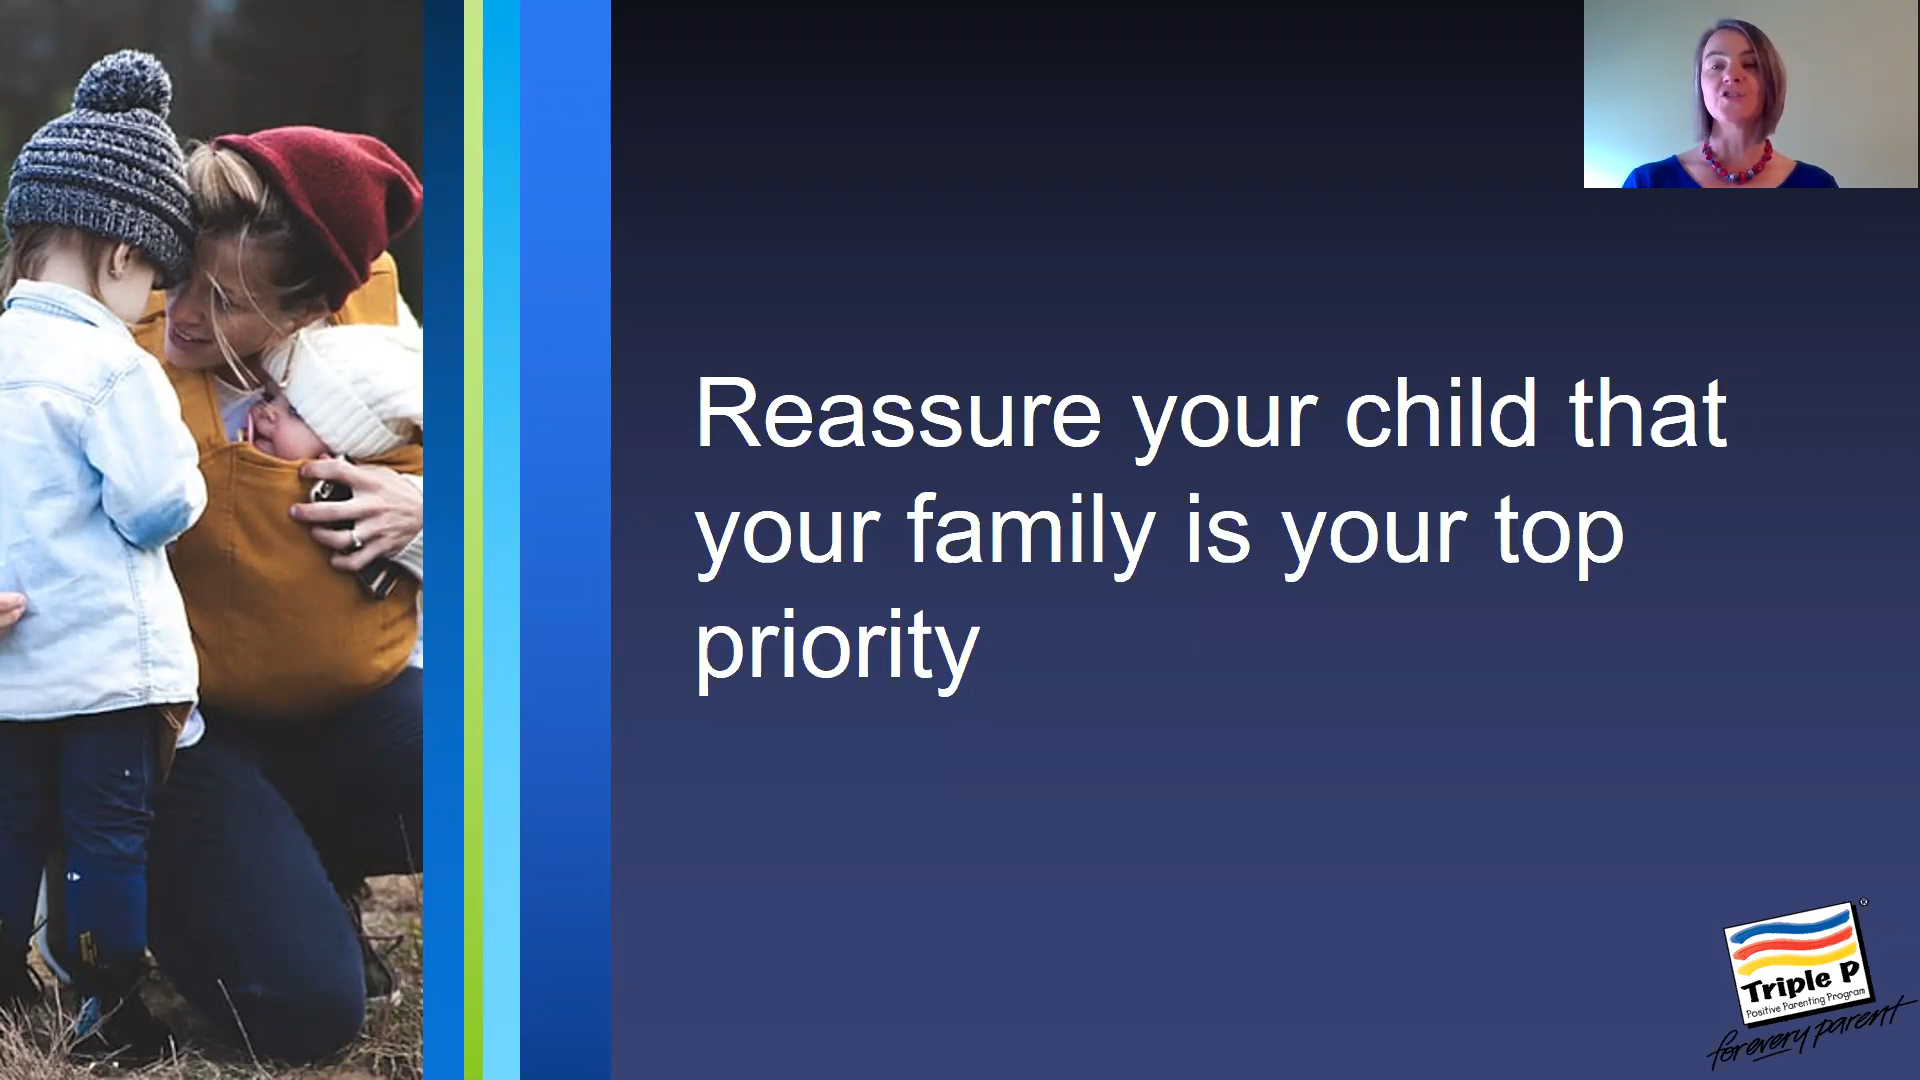 Reassure your child that
your family is your top
priority
®
Triple P
Positive Parenting Program
for every parent